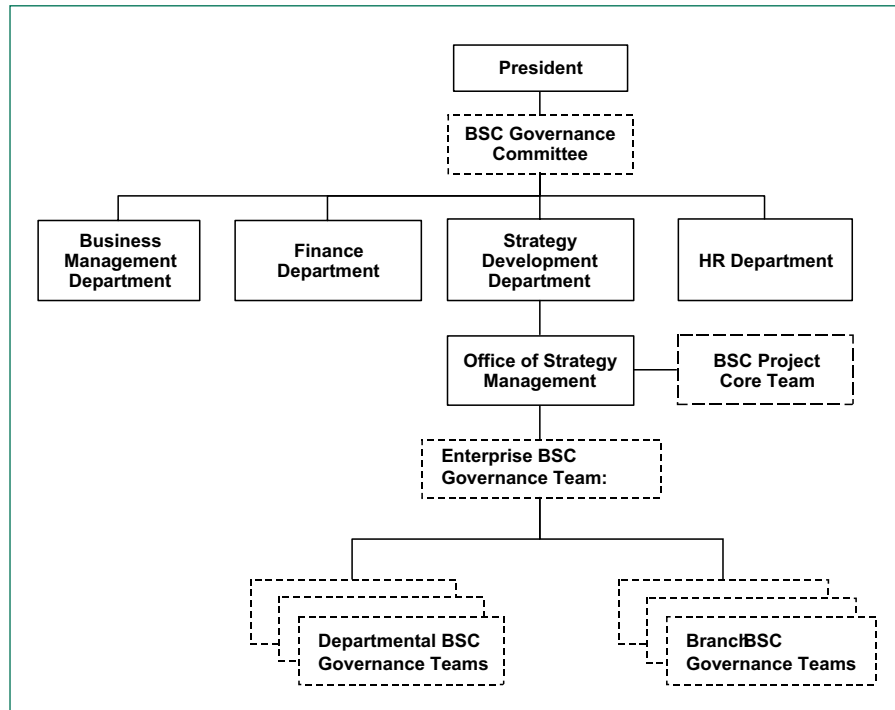 President
BSC Governance
Committee
Business
Management
Department
Finance
Department
Strategy
Development
Department
HR Department
Office of Strategy
Management
BSC Project
Core Team
Enterprise BSC
Governance Team:
Departmental BSC
Governance Teams
BranchBSC
Governance Teams